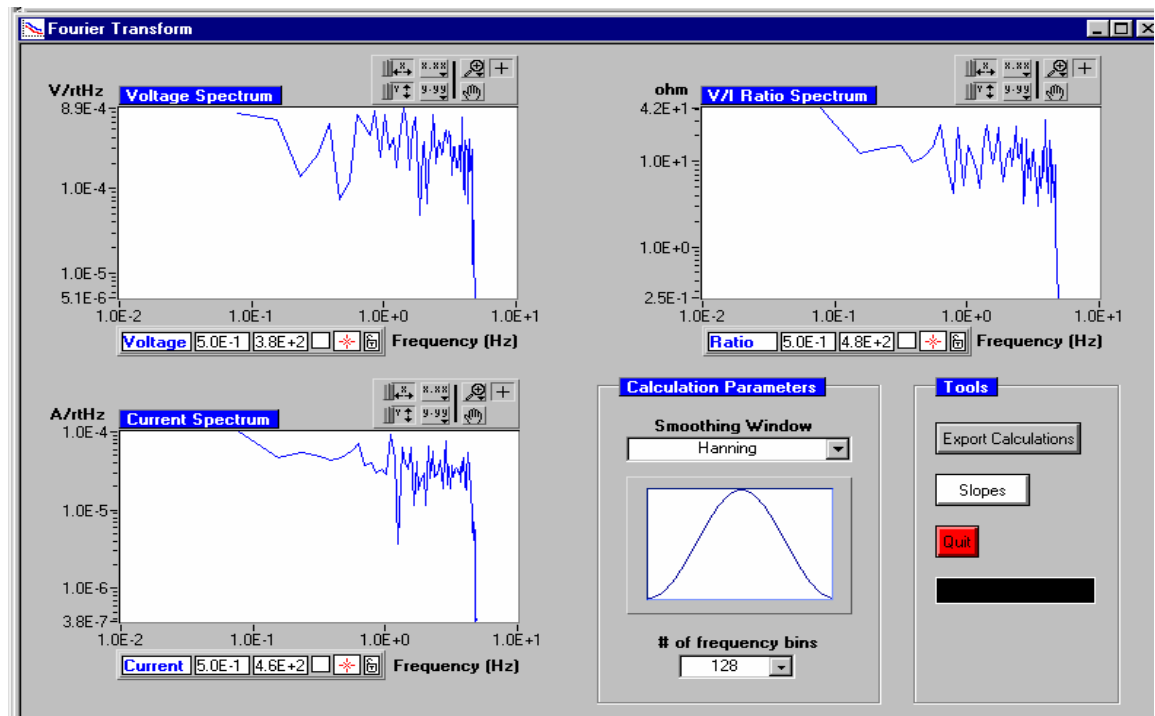 Fourier Transform
V/rtHz
Voltage Spectrum
X.XX
Y.YY
8.9E-4
1.0E-4
1.0E-5
5.1E-6
1.0E-2 1.0E-1 1.0E+0 1.0E+1
Voltage 5.0E-1 3.8E+2 Frequency (Hz)
ohm
V/I Ratio Spectrum
X.XX
Y.YY
4.2E+1
1.0E+1
1.0E+0
2.5E-1
1.0E-2 1.0E-1 1.0E+0 1.0E+1
Ratio 5.0E-1 4.8E+2 Frequency (Hz)
A/rtHz
Current Spectrum
X.XX
Y.YY
1.0E-4
1.0E-5
1.0E-6
3.8E-7
1.0E-2 1.0E-1 1.0E+0 1.0E+1
Current 5.0E-1 4.6E+2 Frequency (Hz)
Calculation Parameters
Smoothing Window
Hanning
# of frequency bins
128
Tools
Export Calculations
Slopes
Quit